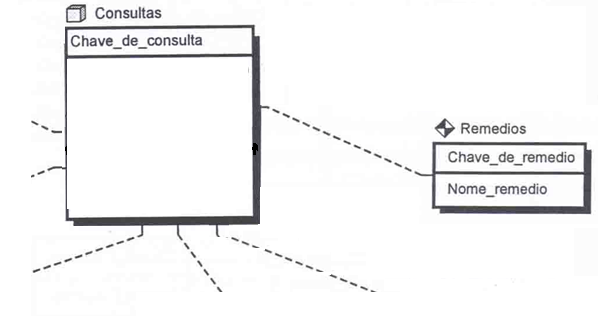 Consultas
Chave_de_consulta
Remedios
Chave_de_remedio
Nome_remedio